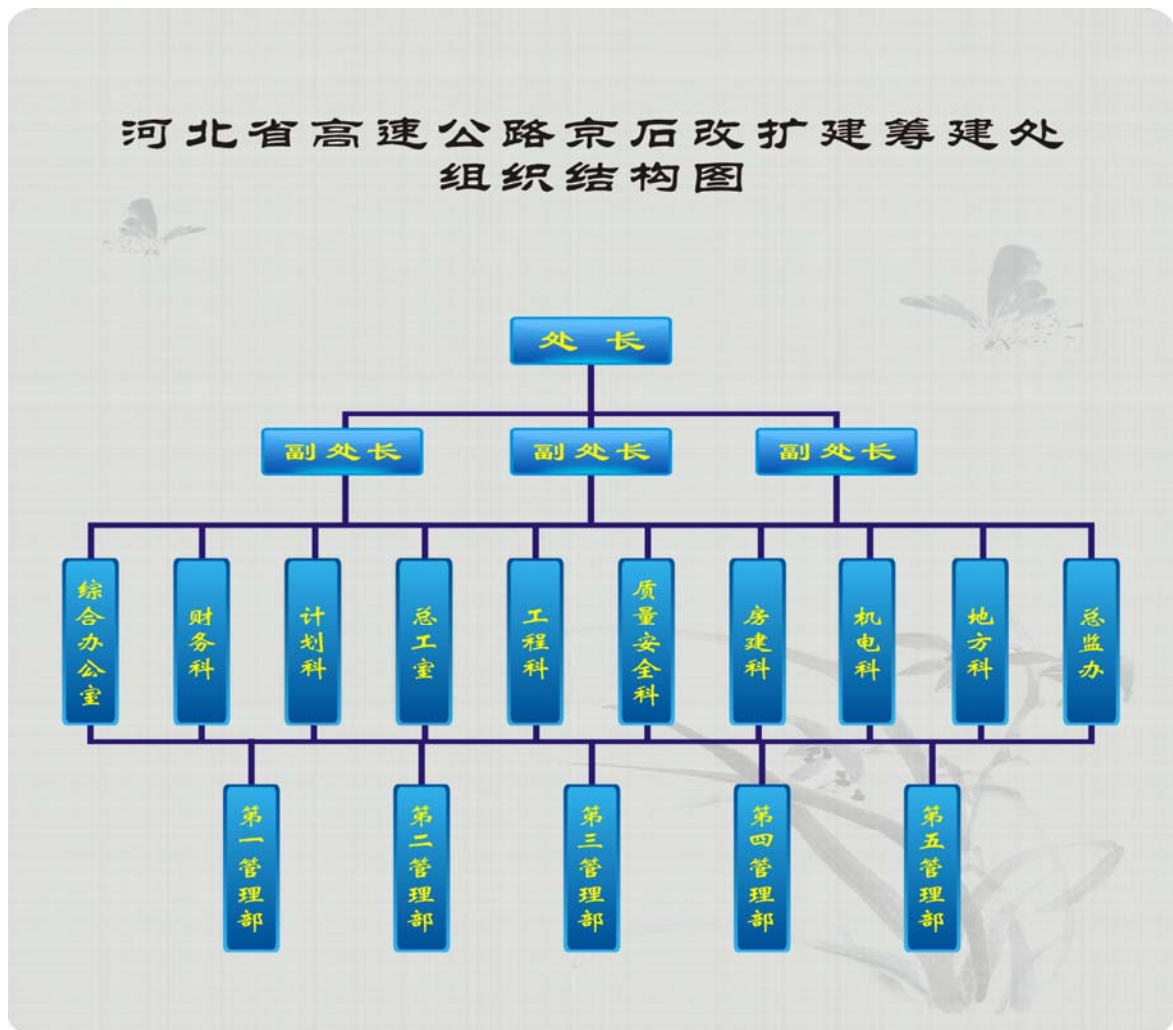 河北省高速公路京石改扩建筹建处
组织结构图
处长
副处长
副处长
副处长
综合办公室
财务科
计划科
总工室
工程科
质量安全科
房建科
机电科
地方科
总监办
第一管理部
第二管理部
第三管理部
第四管理部
第五管理部